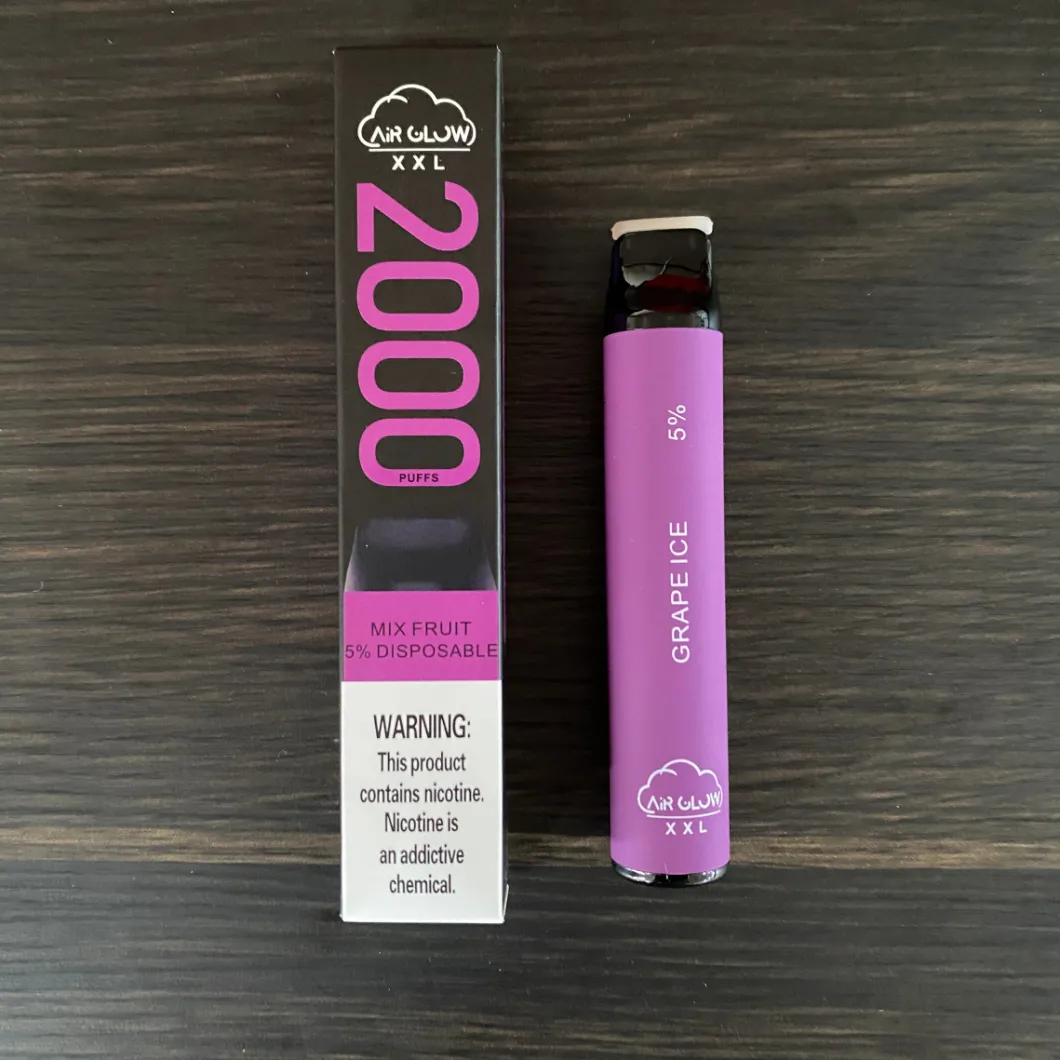 AiR GLOW
XXL
2000
PUFFS
MIX FRUIT
5% DISPOSABLE
WARNING:
This product
contains nicotine.
Nicotine is
an addictive
chemical.
5%
GRAPE ICE
AiR GLOW
XXL